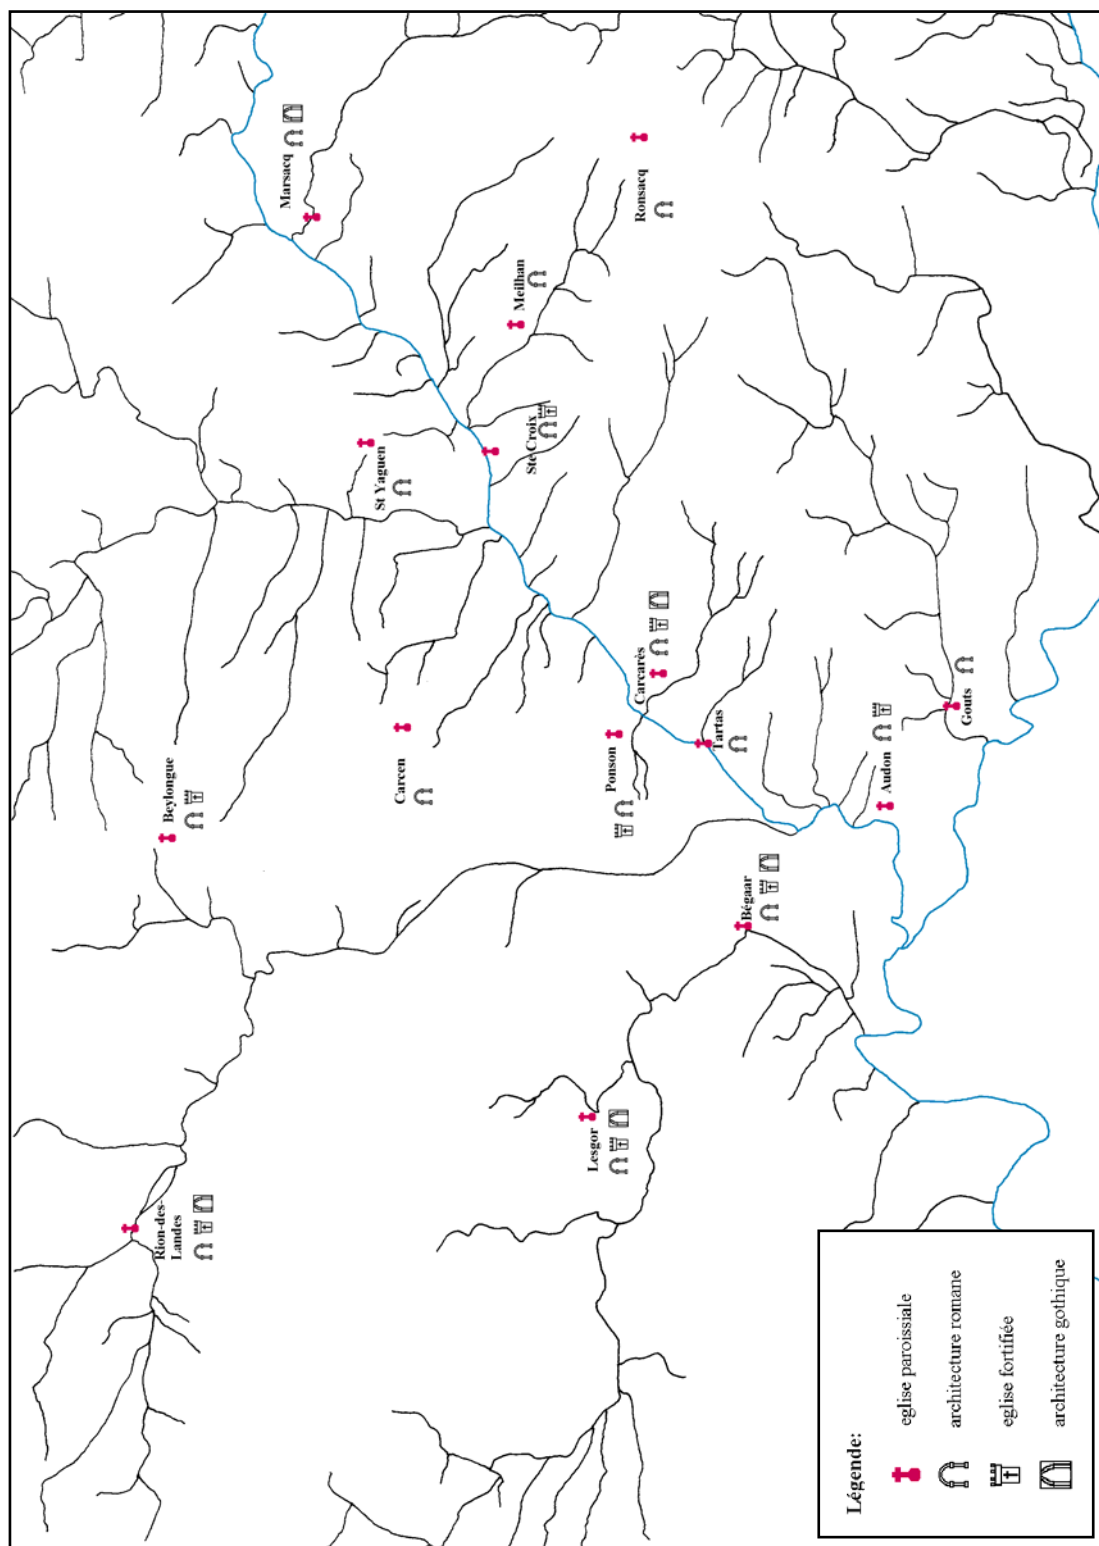 Marsacq
Ronsacq
Meilhan
Ste Croix
St Yaguen
Carcarès
Tartas
Gouts
Ponson
Audon
Carcen
Beylongue
Bégaar
Lesgor
Rion-des-
Landes
Légende:
eglise paroissiale
architecture romane
eglise fortifiée
architecture gothique